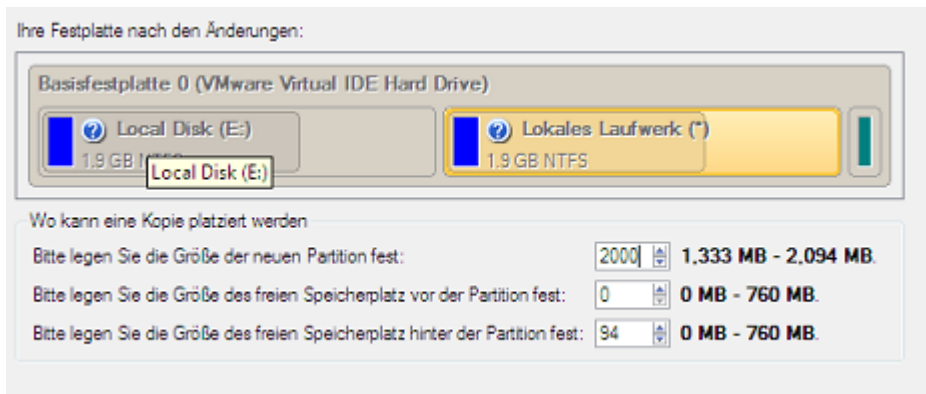 Ihre Festplatte nach den Änderungen:
Basisfestplatte 0 (VMware Virtual IDE Hard Drive)
Local Disk (E:)
1.9 GB NTFS
Local Disk (E:)
Lokales Laufwerk (*)
1.9 GB NTFS
Wo kann eine Kopie platziert werden
Bitte legen Sie die Größe der neuen Partition fest: 2000 1,333 MB - 2,094 MB.
Bitte legen Sie die Größe des freien Speicherplatz vor der Partition fest: 0 0 MB - 760 MB.
Bitte legen Sie die Größe des freien Speicherplatz hinter der Partition fest: 94 0 MB - 760 MB.